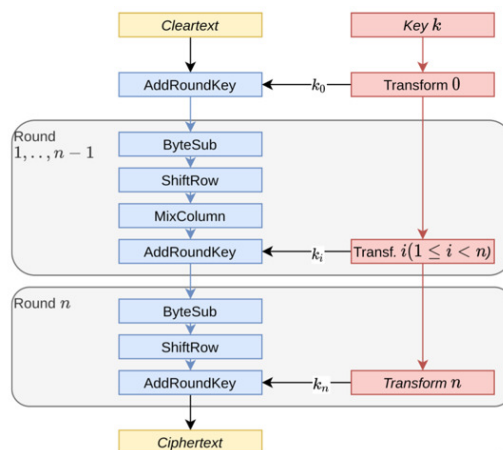 Cleartext
Key k
AddRoundKey
k₀
Transform 0
Round
1,..,n − 1
ByteSub
ShiftRow
MixColumn
AddRoundKey
kᵢ
Transf. i(1 ≤ i < n)
Round n
ByteSub
ShiftRow
AddRoundKey
kₙ
Transform n
Ciphertext